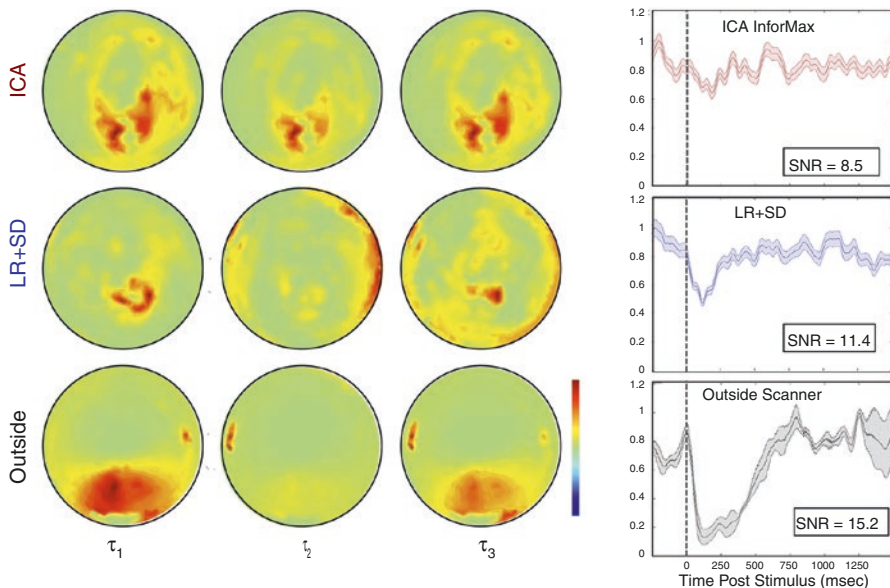 ICA
LR+SD
Outside
τ1
τ2
τ3
ICA InforMax
1.2
1
0.8
0.6
0.4
0.2
0
SNR = 8.5
LR+SD
1.2
1
0.8
0.6
0.4
0.2
0
SNR = 11.4
Outside Scanner
1.2
1
0.8
0.6
0.4
0.2
0
SNR = 15.2
0 250 500 750 1000 1250
Time Post Stimulus (msec)